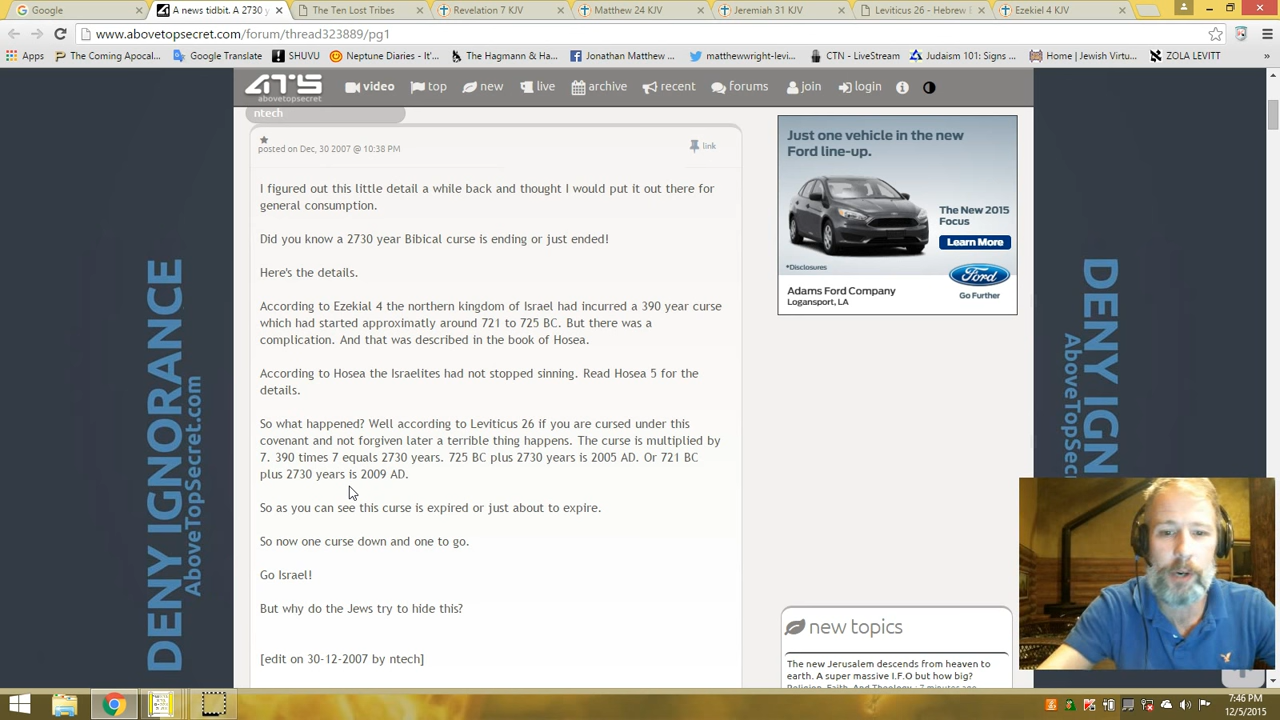 Google
A news tidbit. A 2730 y
The Ten Lost Tribes
Revelation 7 KJV
Matthew 24 KJV
Jeremiah 31 KJV
Leviticus 26 - Hebrew
Ezekiel 4 KJV
www.abovetopsecret.com/forum/thread323889/pg1
Apps
The Coming Apocal...
Google Translate
SHUVU
Neptune Diaries - It'...
The Hagmann & Ha...
Jonathan Matthew ...
matthewwright-levi...
CTN - LiveStream
Judaism 101: Signs ...
Home | Jewish Virtu...
ZOLA LEVITT
ATS
abovetopsecret
video
top
new
live
archive
recent
forums
join
login
ntech
posted on Dec, 30 2007 @ 10:38 PM
link
I figured out this little detail a while back and thought I would put it out there for
general consumption.
Did you know a 2730 year Bibical curse is ending or just ended!
Here's the details.
According to Ezekial 4 the northern kingdom of Israel had incurred a 390 year curse
which had started approximatly around 721 to 725 BC. But there was a
complication. And that was described in the book of Hosea.
According to Hosea the Israelites had not stopped sinning. Read Hosea 5 for the
details.
So what happened? Well according to Leviticus 26 if you are cursed under this
covenant and not forgiven later a terrible thing happens. The curse is multiplied by
7. 390 times 7 equals 2730 years. 725 BC plus 2730 years is 2005 AD. Or 721 BC
plus 2730 years is 2009 AD.
So as you can see this curse is expired or just about to expire.
So now one curse down and one to go.
Go Israel!
But why do the Jews try to hide this?
[edit on 30-12-2007 by ntech]
Just one vehicle in the new
Ford line-up.
The New 2015
Focus
Learn More
*Disclosures
Ford
Go Further
Adams Ford Company
Logansport, LA
new topics
The new Jerusalem descends from heaven to
earth. A super massive I.F.O but how big?
Religion, Faith, And Theology : 7 minutes ago
DENY IGNORANCE
AboveTopSecret.com
DENY IGN
AboveTopSe
7:46 PM
12/5/2015